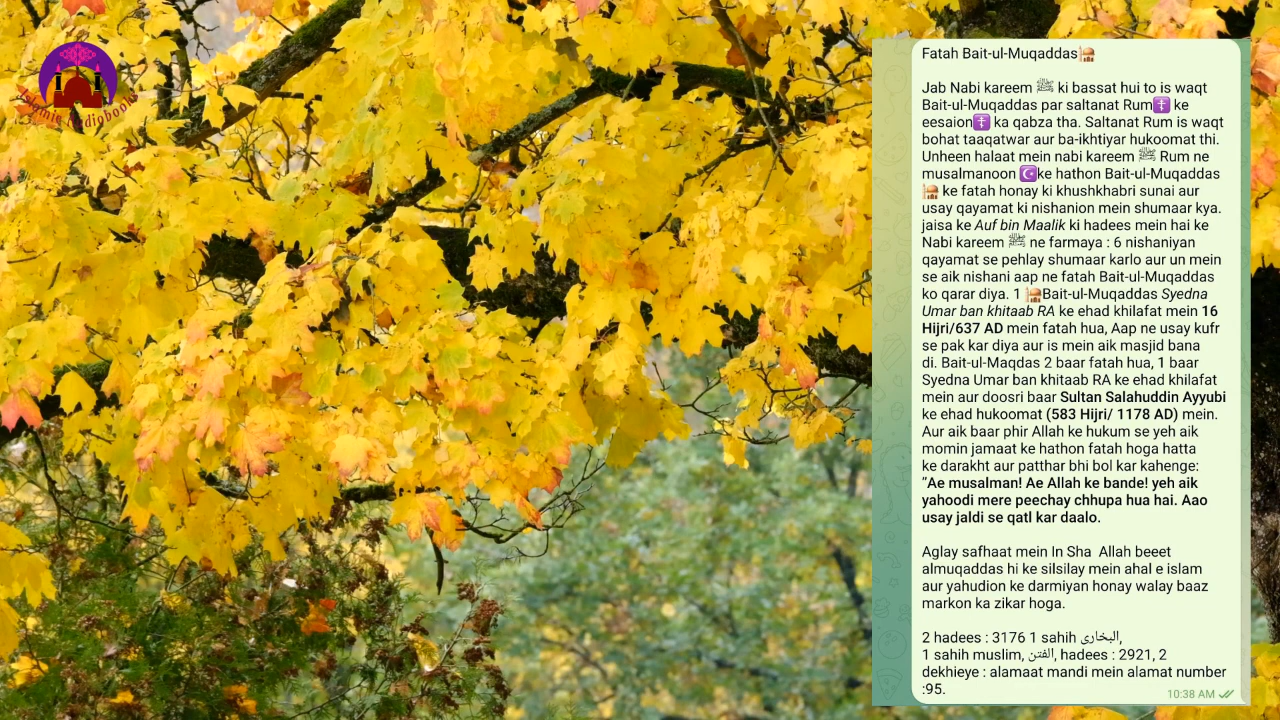 Islamic Audiobooks
Fatah Bait-ul-Muqaddas🕌
Jab Nabi kareem ﷺ ki bassat hui to is waqt
Bait-ul-Muqaddas par saltanat Rum✝️ ke
eesaion✝️ ka qabza tha. Saltanat Rum is waqt
bohat taaqatwar aur ba-ikhtiyar hukoomat thi.
Unheen halaat mein nabi kareem ﷺ Rum ne
musalmanoon ☪️ke hathon Bait-ul-Muqaddas
🕌 ke fatah honay ki khushkhabri sunai aur
usay qayamat ki nishanion mein shumaar kya.
jaisa ke Auf bin Maalik ki hadees mein hai ke
Nabi kareem ﷺ ne farmaya : 6 nishaniyan
qayamat se pehlay shumaar karlo aur un mein
se aik nishani aap ne fatah Bait-ul-Muqaddas
ko qarar diya. 1 🕌Bait-ul-Muqaddas Syedna
Umar ban khitaab RA ke ehad khilafat mein 16
Hijri/637 AD mein fatah hua, Aap ne usay kufr
se pak kar diya aur is mein aik masjid bana
di. Bait-ul-Maqdas 2 baar fatah hua, 1 baar
Syedna Umar ban khitaab RA ke ehad khilafat
mein aur doosri baar Sultan Salahuddin Ayyubi
ke ehad hukoomat (583 Hijri/ 1178 AD) mein.
Aur aik baar phir Allah ke hukum se yeh aik
momin jamaat ke hathon fatah hoga hatta
ke darakht aur patthar bhi bol kar kahenge:
”Ae musalman! Ae Allah ke bande! yeh aik
yahoodi mere peechay chhupa hua hai. Aao
usay jaldi se qatl kar daalo.
Aglay safhaat mein In Sha  Allah beeet
almuqaddas hi ke silsilay mein ahal e islam
aur yahudion ke darmiyan honay walay baaz
markon ka zikar hoga.
2 hadees : 3176 1 sahih البخاری,
1 sahih muslim, الفتن, hadees : 2921, 2
dekhieye : alamaat mandi mein alamat number
:95.
10:38 AM